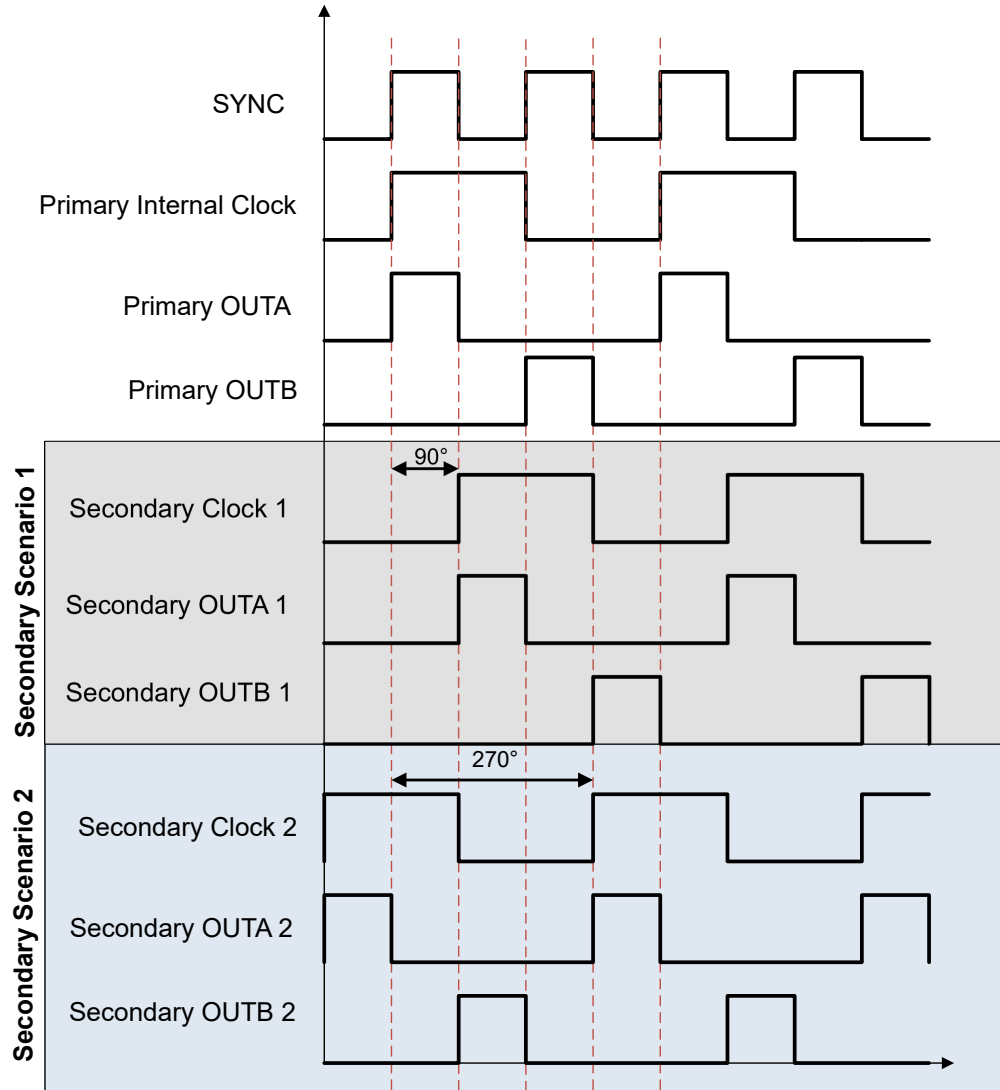 SYNC
Primary Internal Clock
Primary OUTA
Primary OUTB
Secondary Scenario 1
90°
Secondary Clock 1
Secondary OUTA 1
Secondary OUTB 1
Secondary Scenario 2
270°
Secondary Clock 2
Secondary OUTA 2
Secondary OUTB 2